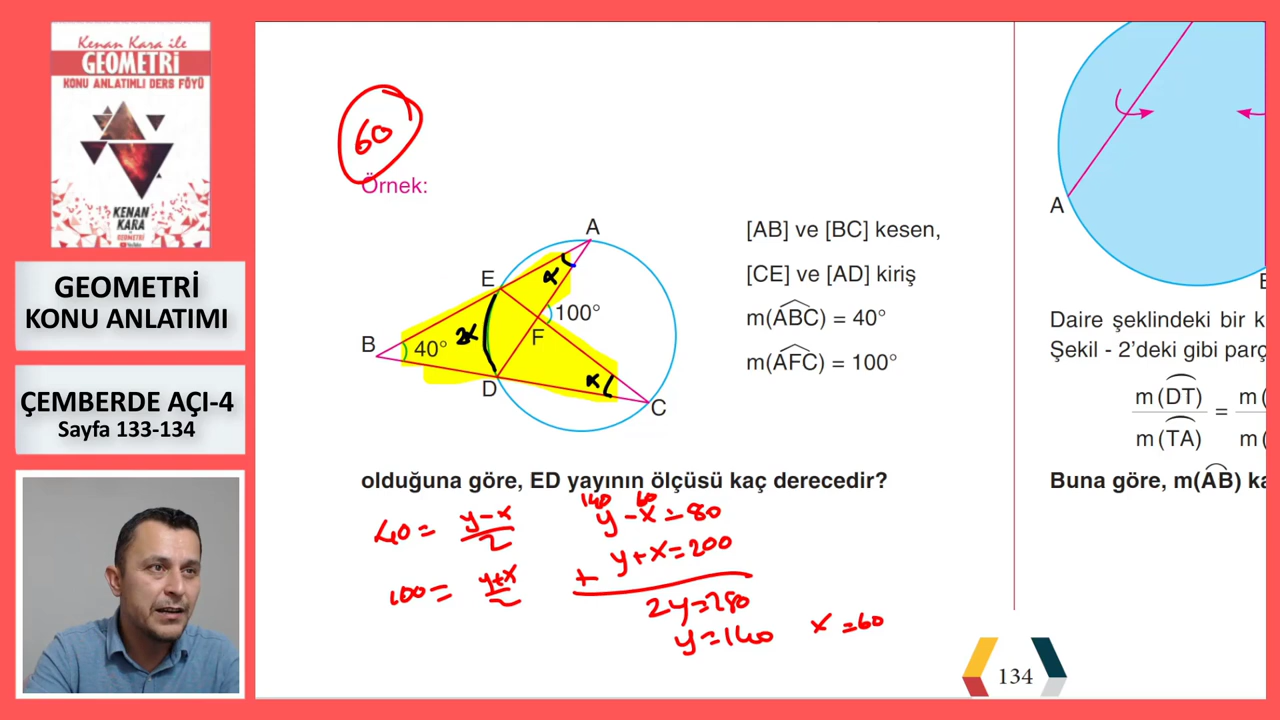 Kenan Kara ile
GEOMETRİ
KONU ANLATIMLI DERS FÖYÜ
KENAN
KARA
GEOMETRİ
KONU ANLATIMI
ÇEMBERDE AÇI-4
Sayfa 133-134
60
Örnek:
A
E
α
100°
B
40°
2α
F
α
D
C
[AB] ve [BC] kesen,
[CE] ve [AD] kiriş
m(ABC) = 40°
m(AFC) = 100°
olduğuna göre, ED yayının ölçüsü kaç derecedir?
40 = y-x / 2
100 = y+x / 2
140 60
y - x = 80
y + x = 200
+
2y = 280
y = 140
x = 60
A
Daire şeklindeki bir k
Şekil - 2'deki gibi parç
m (DT) = m (
m (TA) m (
Buna göre, m(AB) ka
134